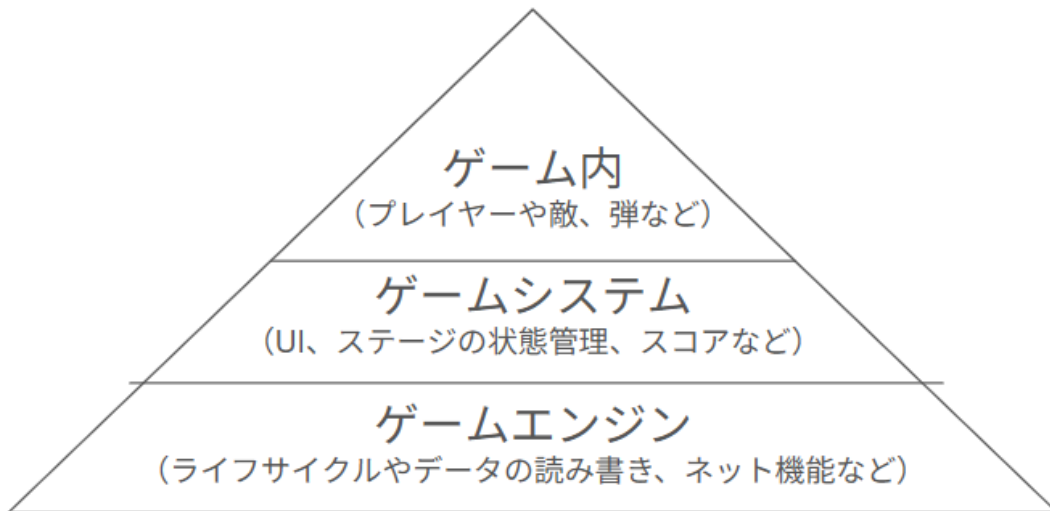 ゲーム内
（プレイヤーや敵、弾など）
ゲームシステム
（UI、ステージの状態管理、スコアなど）
ゲームエンジン
（ライフサイクルやデータの読み書き、ネット機能など）